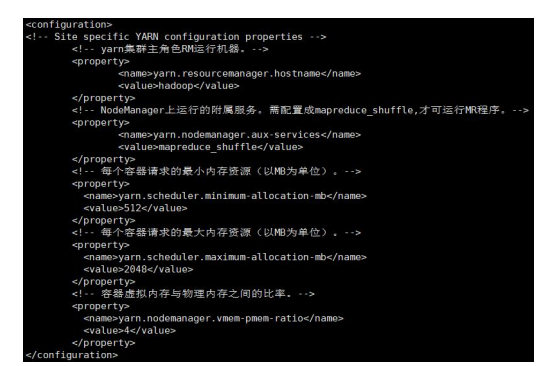 <configuration>
<!-- Site specific YARN configuration properties -->
<!-- yarn集群主角色RM运行机器。-->
<property>
<name>yarn.resourcemanager.hostname</name>
<value>hadoop</value>
</property>
<!-- NodeManager上运行的附属服务。需配置成mapreduce_shuffle,才可运行MR程序。-->
<property>
<name>yarn.nodemanager.aux-services</name>
<value>mapreduce_shuffle</value>
</property>
<!-- 每个容器请求的最小内存资源（以MB为单位）。-->
<property>
<name>yarn.scheduler.minimum-allocation-mb</name>
<value>512</value>
</property>
<!-- 每个容器请求的最大内存资源（以MB为单位）。-->
<property>
<name>yarn.scheduler.maximum-allocation-mb</name>
<value>2048</value>
</property>
<!-- 容器虚拟内存与物理内存之间的比率。-->
<property>
<name>yarn.nodemanager.vmem-pmem-ratio</name>
<value>4</value>
</property>
</configuration>